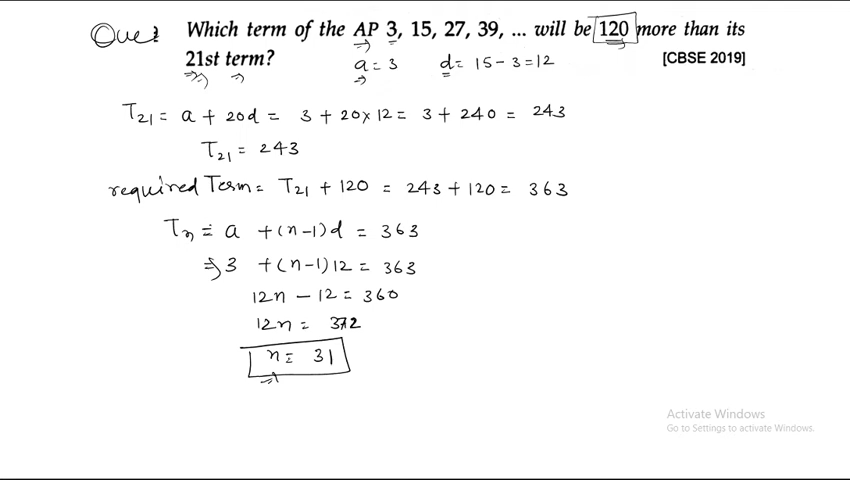 Que: Which term of the AP 3, 15, 27, 39, ... will be 120 more than its
21st term? a = 3 d = 15 - 3 = 12 [CBSE 2019]
T21 = a + 20d = 3 + 20 × 12 = 3 + 240 = 243
T21 = 243
required Term = T21 + 120 = 243 + 120 = 363
Tn = a + (n-1)d = 363
⇒ 3 + (n-1)12 = 363
12n - 12 = 360
12n = 372
n = 31
Activate Windows
Go to Settings to activate Windows.